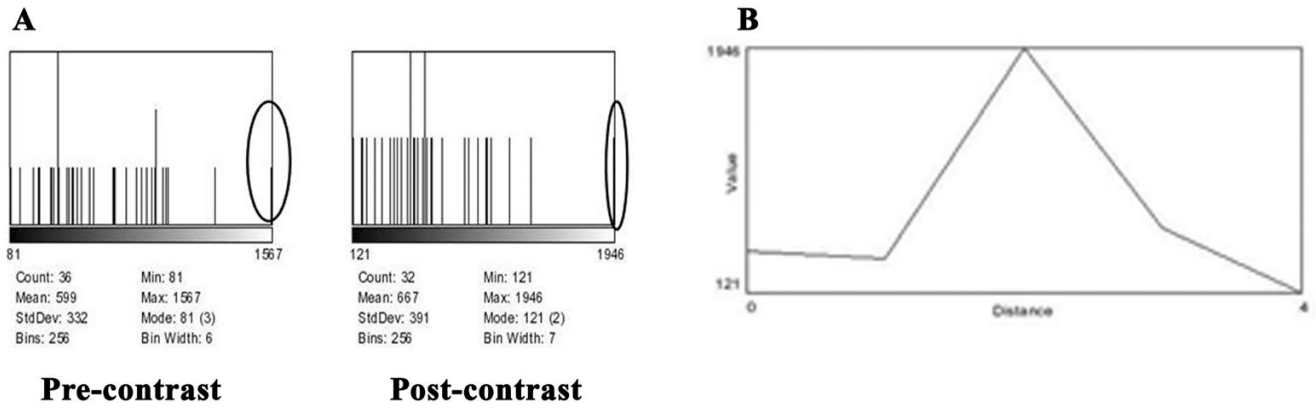 A
81 1567
Count: 36 Min: 81
Mean: 599 Max: 1567
StdDev: 332 Mode: 81 (3)
Bins: 256 Bin Width: 6
Pre-contrast
121 1946
Count: 32 Min: 121
Mean: 667 Max: 1946
StdDev: 391 Mode: 121 (2)
Bins: 256 Bin Width: 7
Post-contrast
B
1946
Value
121
0 Distance 4